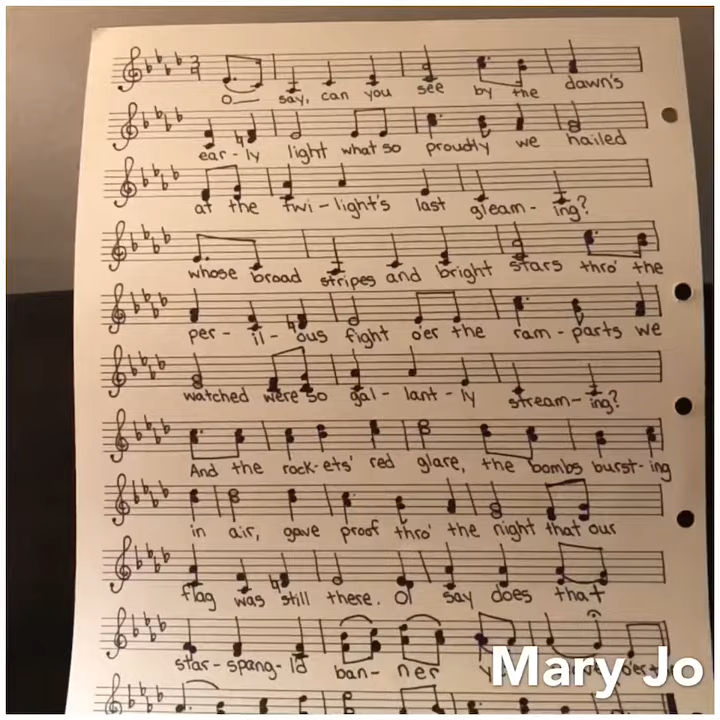 O— say, can you see by the dawn's
ear - ly light what so proudly we hailed
at the twi - light's last gleam - ing?
whose broad stripes and bright stars thro' the
per - il - ous fight o'er the ram - parts we
watched were so gal - lant - ly stream - ing?
And the rock-ets' red glare, the bombs burst-ing
in air, gave proof thro' the night that our
flag was still there. O! say does that
star - spang - ld ban - ner
Mary Jo